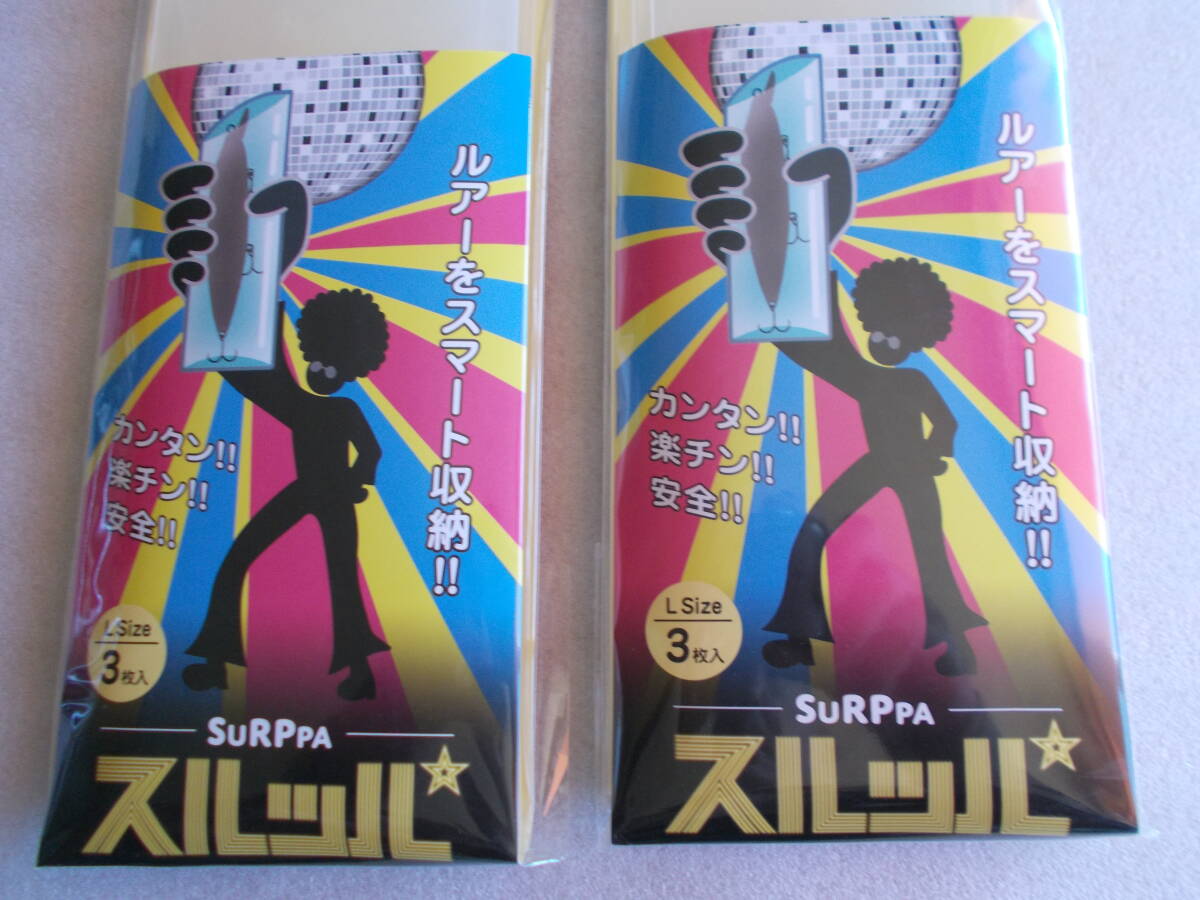 ルアーをスマート収納!!
カンタン!!
楽チン!!
安全!!
L Size
3枚入
SURPPA
スルッパ
ルアーをスマート収納!!
カンタン!!
楽チン!!
安全!!
L Size
3枚入
SURPPA
スルッパ